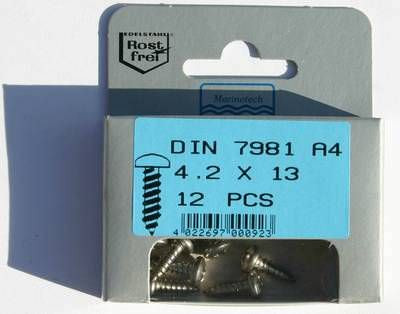 EDELSTAHL
Rost
frei
Marinetech
DIN 7981 A4
4.2 X 13
12 PCS
4 022697 000923